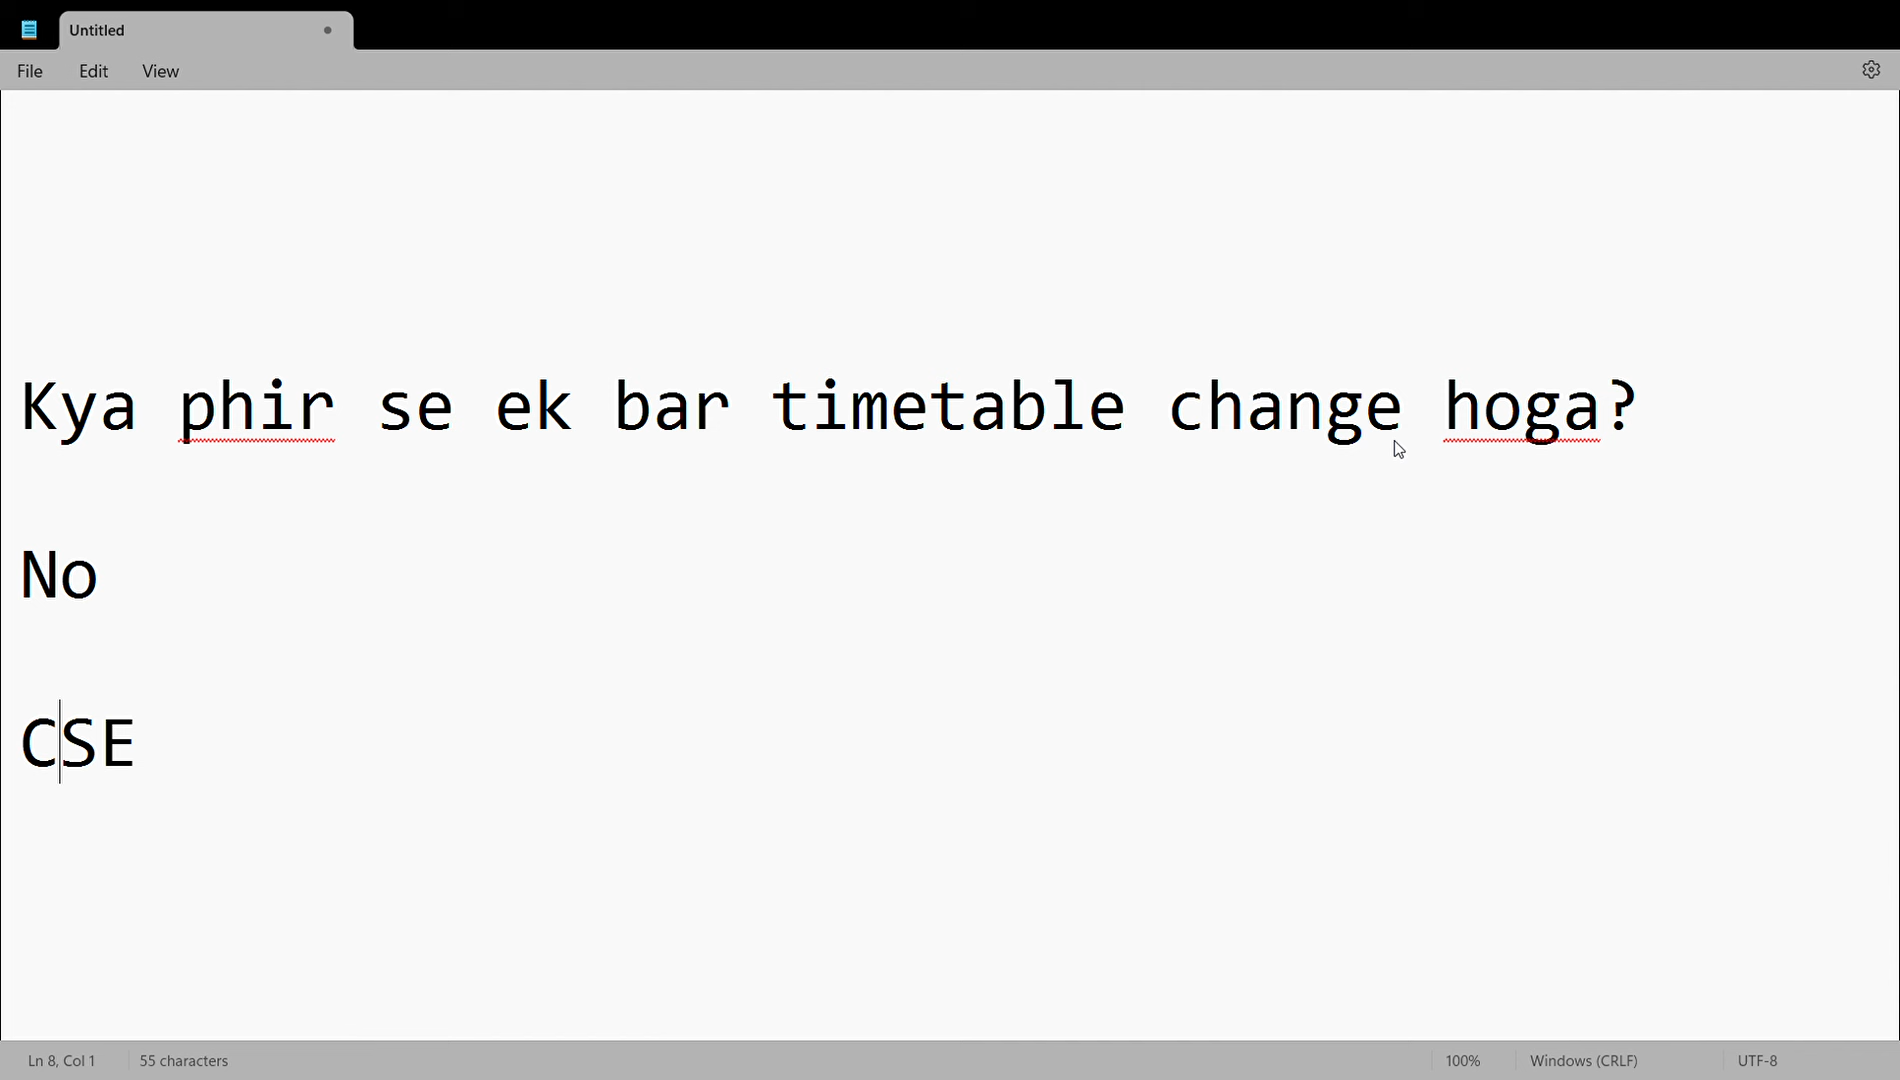 Untitled
File Edit View
Kya phir se ek bar timetable change hoga?
No
CSE
Ln 8, Col 1 55 characters 100% Windows (CRLF) UTF-8